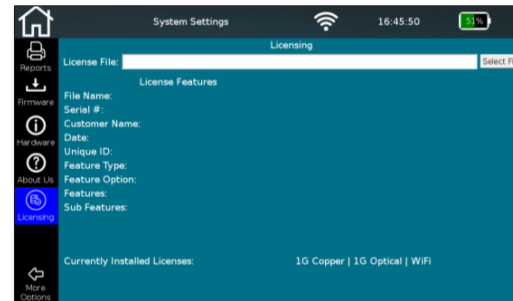 System Settings 16:45:50 51%
Reports
Firmware
Hardware
About Us
Licensing
More
Options
Licensing
License File: Select Fi
License Features
File Name:
Serial #:
Customer Name:
Date:
Unique ID:
Feature Type:
Feature Option:
Features:
Sub Features:
Currently Installed Licenses: 1G Copper | 1G Optical | WiFi